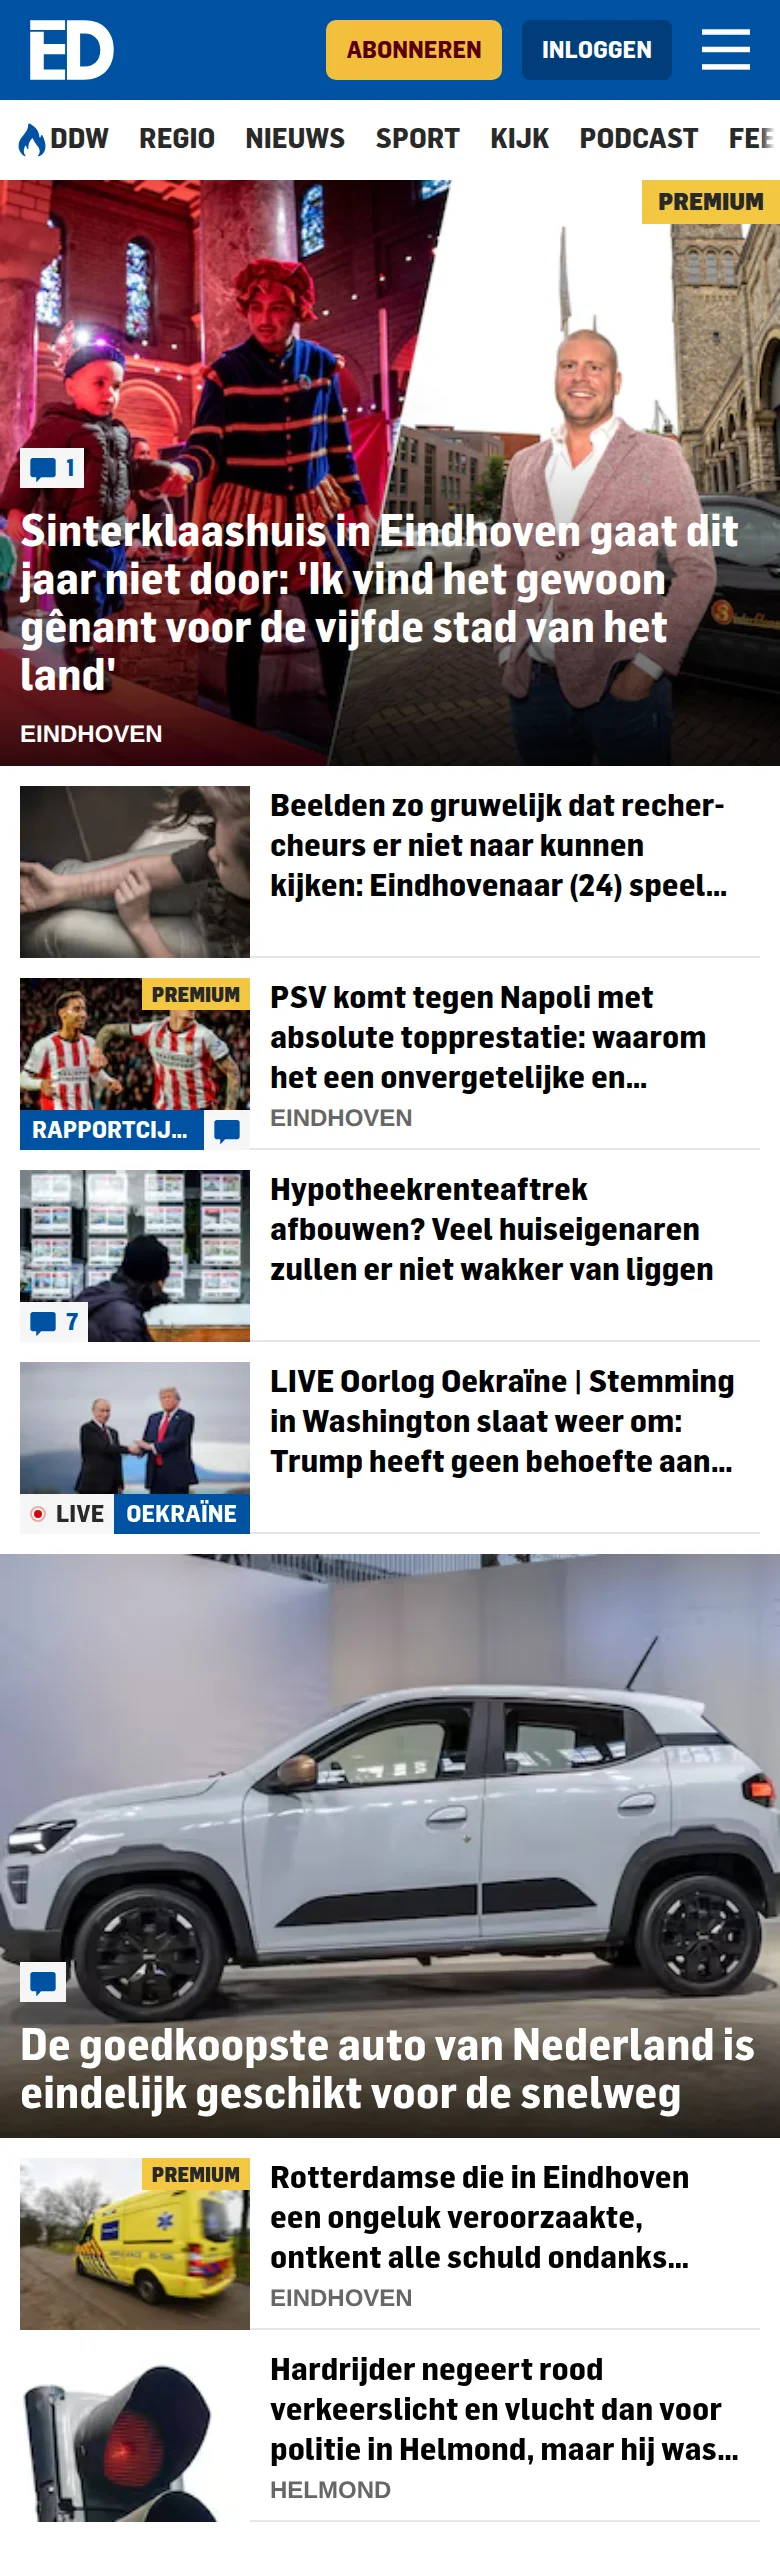 ED
ABONNEREN
INLOGGEN
DDW REGIO NIEUWS SPORT KIJK PODCAST FEE
PREMIUM
1
Sinterklaashuis in Eindhoven gaat dit
jaar niet door: 'Ik vind het gewoon
gênant voor de vijfde stad van het
land'
EINDHOVEN
Beelden zo gruwelijk dat recher-
cheurs er niet naar kunnen
kijken: Eindhovenaar (24) speel...
PREMIUM
RAPPORTCIJ...
PSV komt tegen Napoli met
absolute topprestatie: waarom
het een onvergetelijke en...
EINDHOVEN
7
Hypotheekrenteaftrek
afbouwen? Veel huiseigenaren
zullen er niet wakker van liggen
LIVE
OEKRAÏNE
LIVE Oorlog Oekraïne | Stemming
in Washington slaat weer om:
Trump heeft geen behoefte aan...
De goedkoopste auto van Nederland is
eindelijk geschikt voor de snelweg
PREMIUM
Rotterdamse die in Eindhoven
een ongeluk veroorzaakte,
ontkent alle schuld ondanks...
EINDHOVEN
Hardrijder negeert rood
verkeerslicht en vlucht dan voor
politie in Helmond, maar hij was...
HELMOND